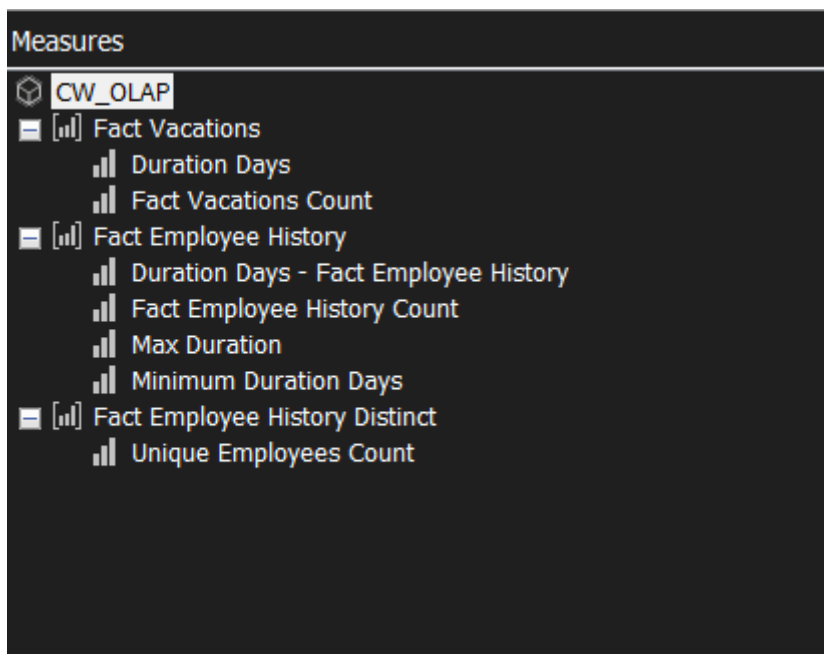 Measures
CW_OLAP
Fact Vacations
Duration Days
Fact Vacations Count
Fact Employee History
Duration Days - Fact Employee History
Fact Employee History Count
Max Duration
Minimum Duration Days
Fact Employee History Distinct
Unique Employees Count